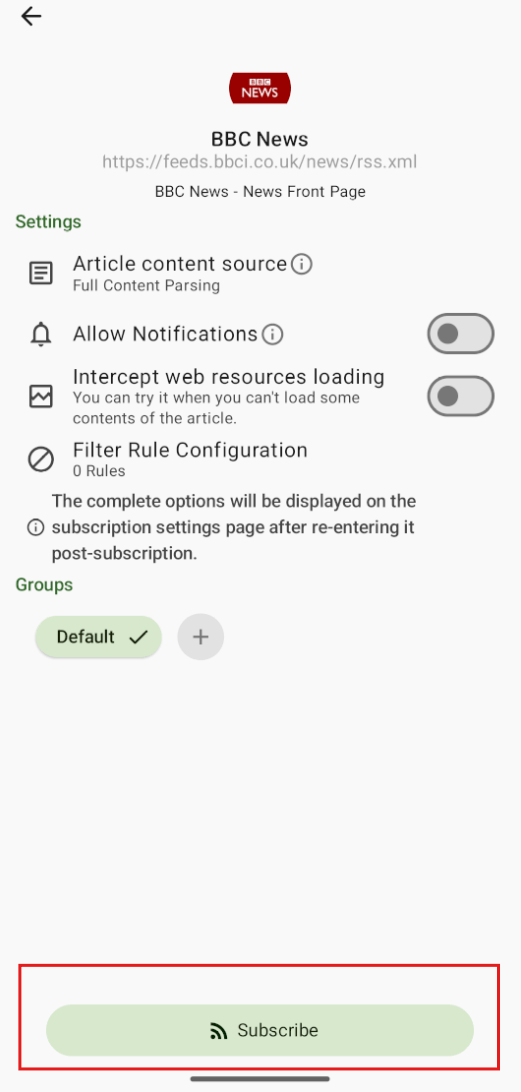 BBC
NEWS
BBC News
https://feeds.bbci.co.uk/news/rss.xml
BBC News - News Front Page
Settings
Article content source
Full Content Parsing
Allow Notifications
Intercept web resources loading
You can try it when you can't load some
contents of the article.
Filter Rule Configuration
0 Rules
The complete options will be displayed on the
subscription settings page after re-entering it
post-subscription.
Groups
Default
Subscribe